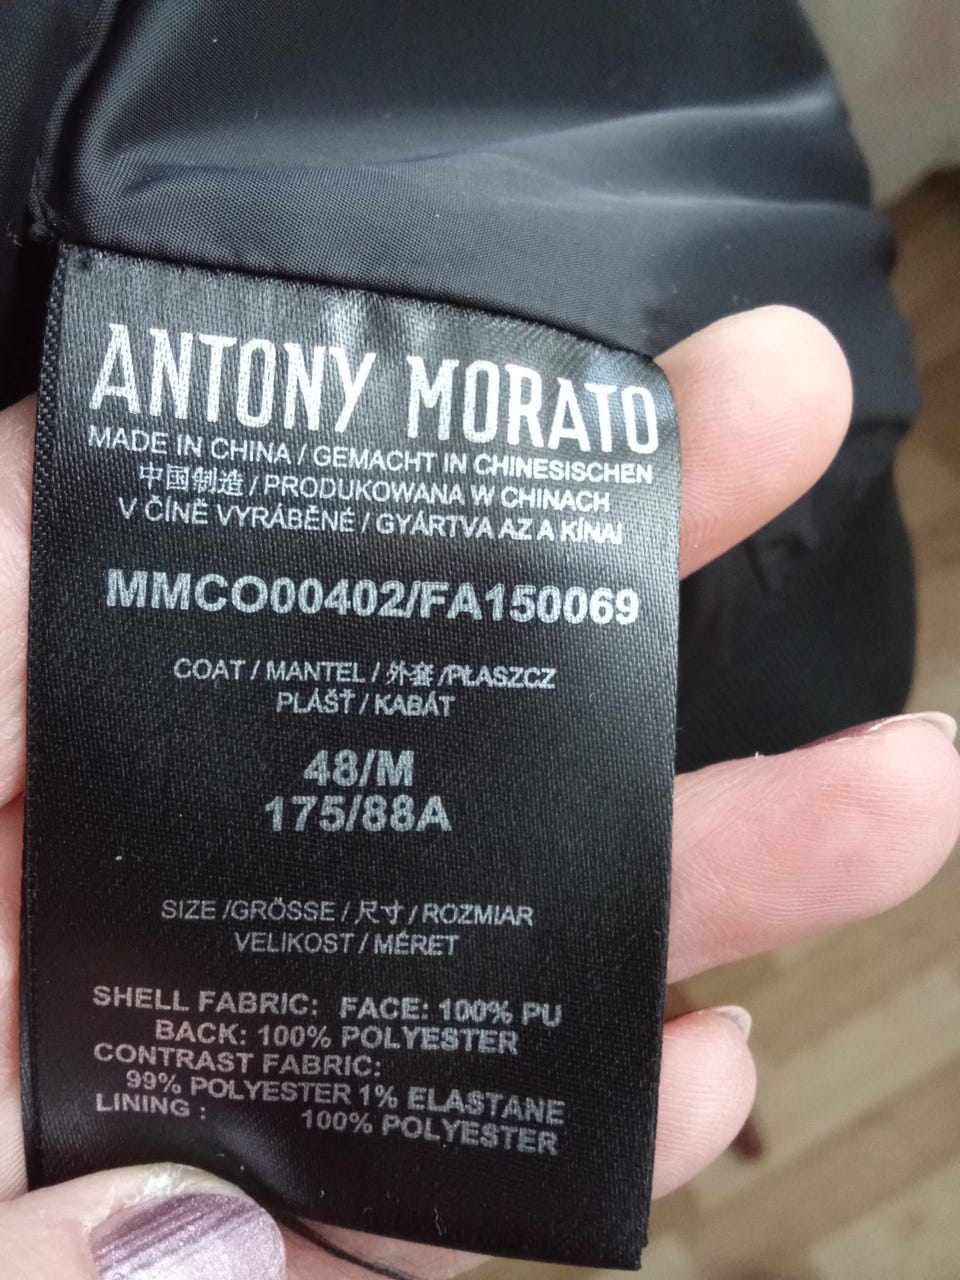 ANTONY MORATO
MADE IN CHINA / GEMACHT IN CHINESISCHEN
中国制造 / PRODUKOWANA W CHINACH
V ČÍNĚ VYRÁBĚNÉ / GYÁRTVA AZ A KÍNAI
MMCO00402/FA150069
COAT / MANTEL / 外套 /PŁASZCZ
PLÁŠŤ / KABÁT
48/M
175/88A
SIZE /GRÖSSE / 尺寸 / ROZMIAR
VELIKOST / MÉRET
SHELL FABRIC: FACE: 100% PU
BACK: 100% POLYESTER
CONTRAST FABRIC:
99% POLYESTER 1% ELASTANE
LINING : 100% POLYESTER